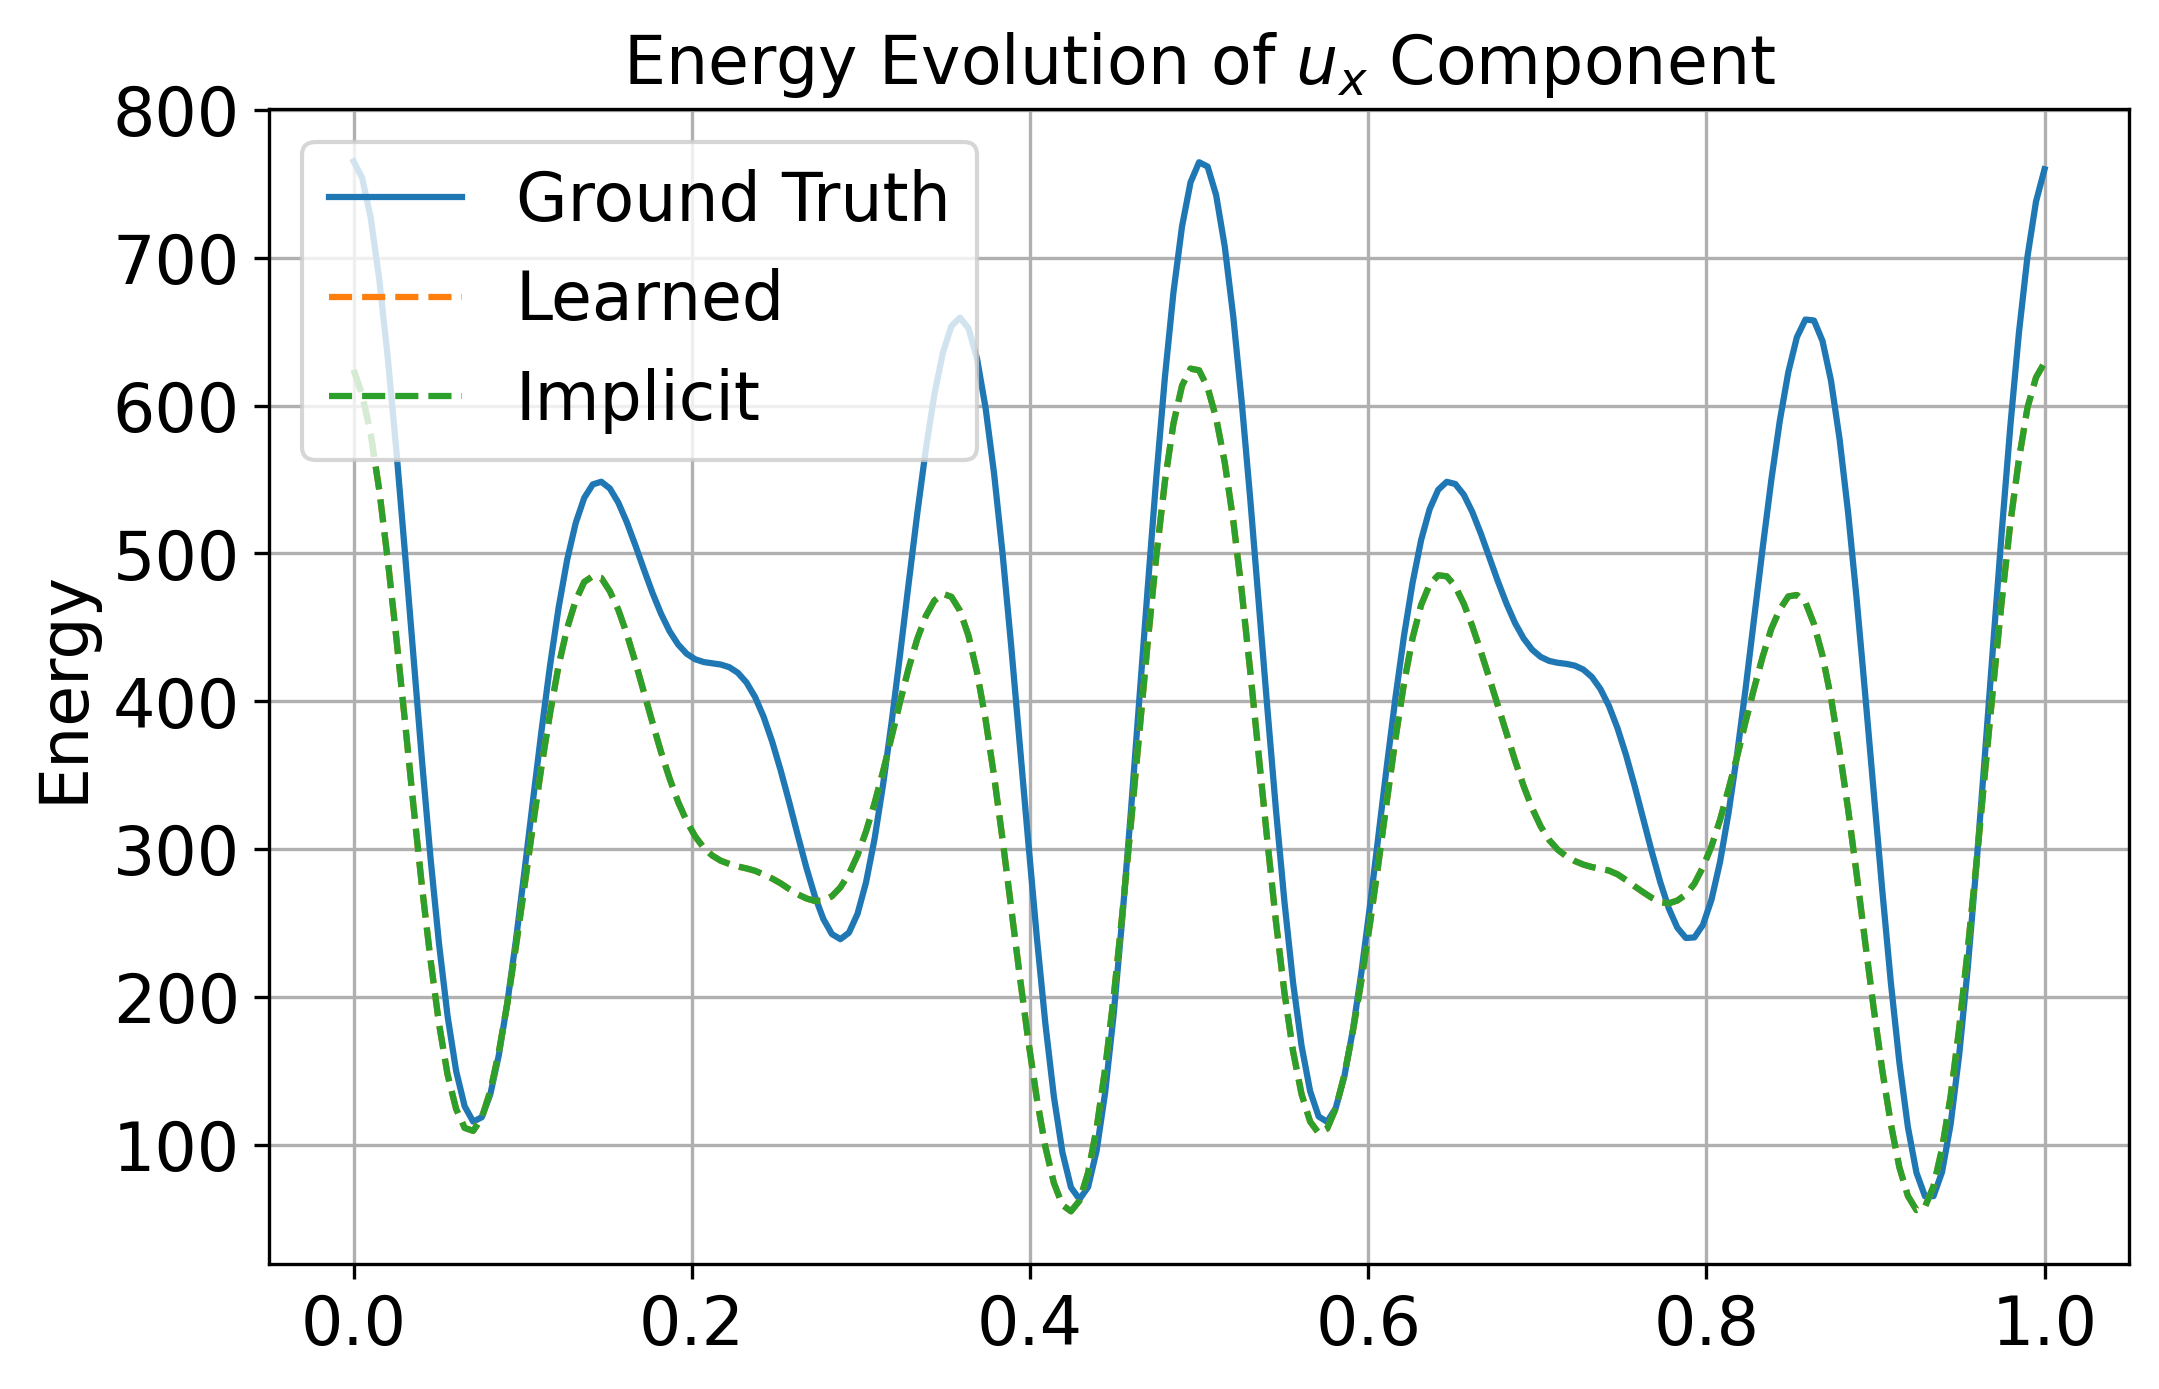 Energy Evolution of $u_x$ Component
800
700
600
500
400
300
200
100
Energy
Ground Truth
Learned
Implicit
0.0 0.2 0.4 0.6 0.8 1.0